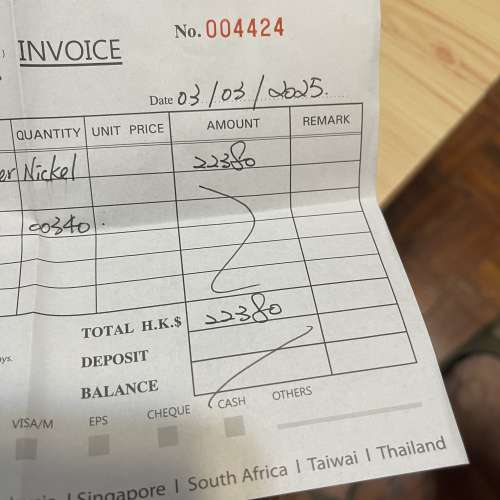 INVOICE No. 004424
Date 03/03/2025.
QUANTITY UNIT PRICE AMOUNT REMARK
er Nickel 22380
00340.
TOTAL H.K.$ 22380
DEPOSIT
ys.
BALANCE
VISA/M EPS CHEQUE CASH OTHERS
Singapore I South Africa I Taiwai I Thailand